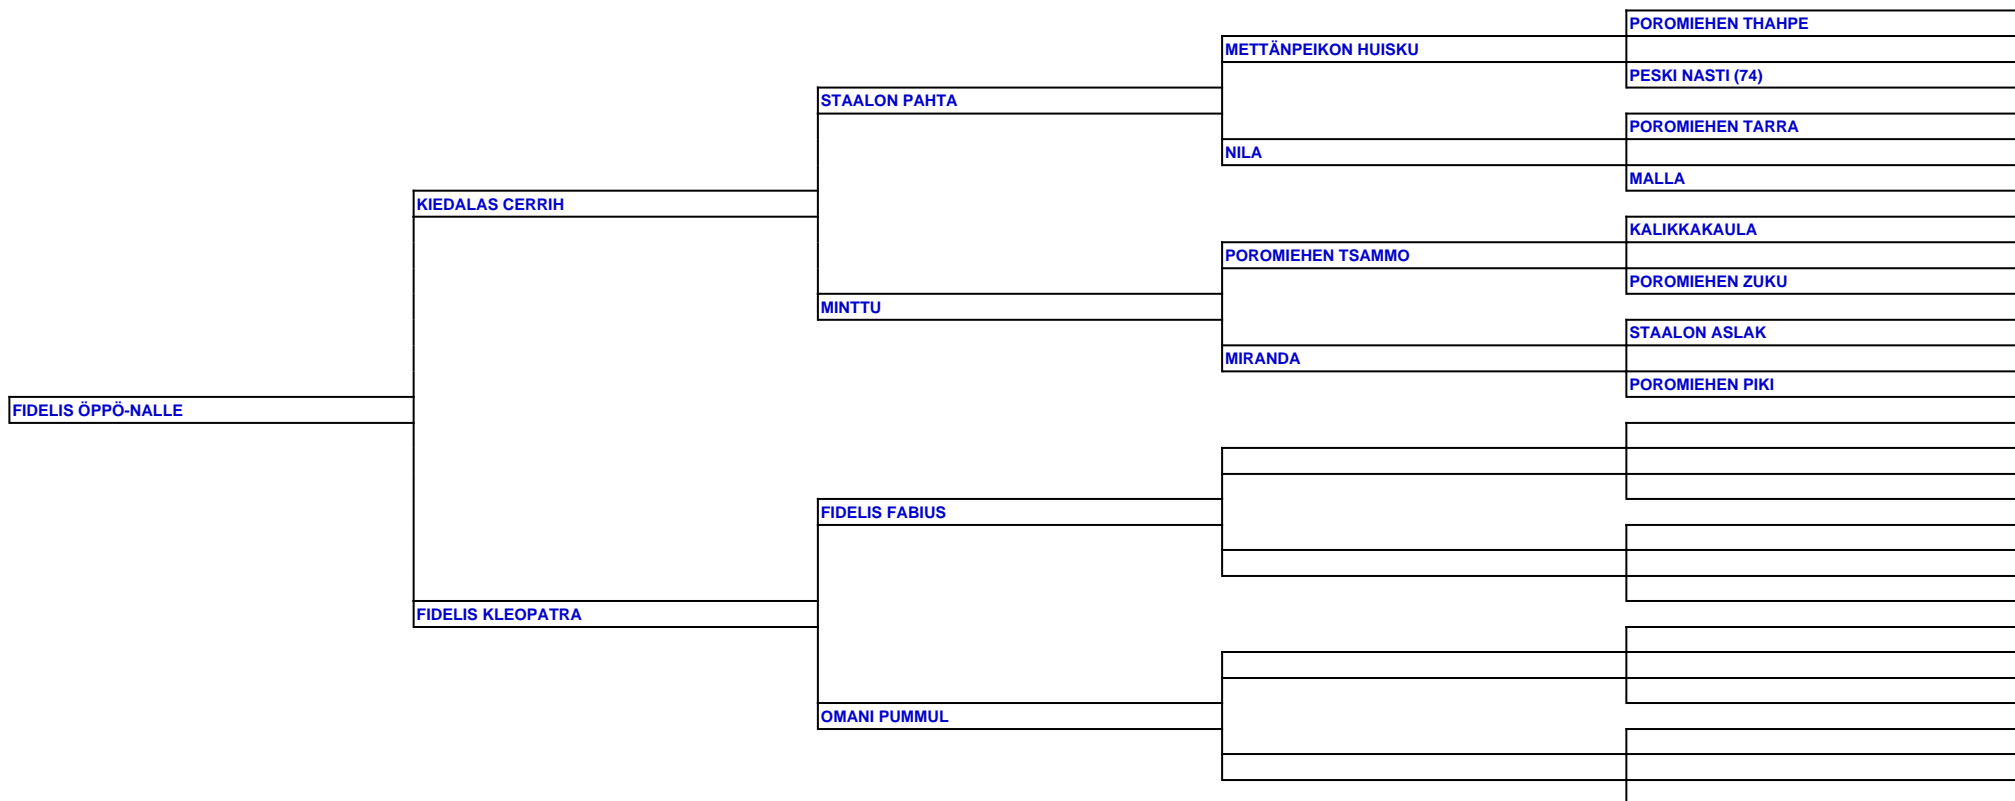 POROMIEHEN THAHPE
METTÄNPEIKON HUISKU
PESKI NASTI (74)
STAALON PAHTA
POROMIEHEN TARRA
NILA
MALLA
KIEDALAS CERRIH
KALIKKAKAULA
POROMIEHEN TSAMMO
POROMIEHEN ZUKU
MINTTU
STAALON ASLAK
MIRANDA
POROMIEHEN PIKI
FIDELIS ÖPPÖ-NALLE
FIDELIS FABIUS
FIDELIS KLEOPATRA
OMANI PUMMUL